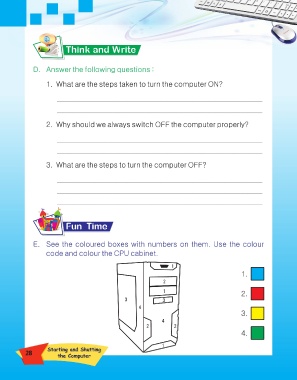 Think and Write
D. Answer the following questions :
1. What are the steps taken to turn the computer ON?
2. Why should we always switch OFF the computer properly?
3. What are the steps to turn the computer OFF?
Fun Time
E. See the coloured boxes with numbers on them. Use the colour
code and colour the CPU cabinet.
1
2
1
3
3
4
4
2
3
1.
2.
3.
4.
28
Starting and Shutting
the Computer